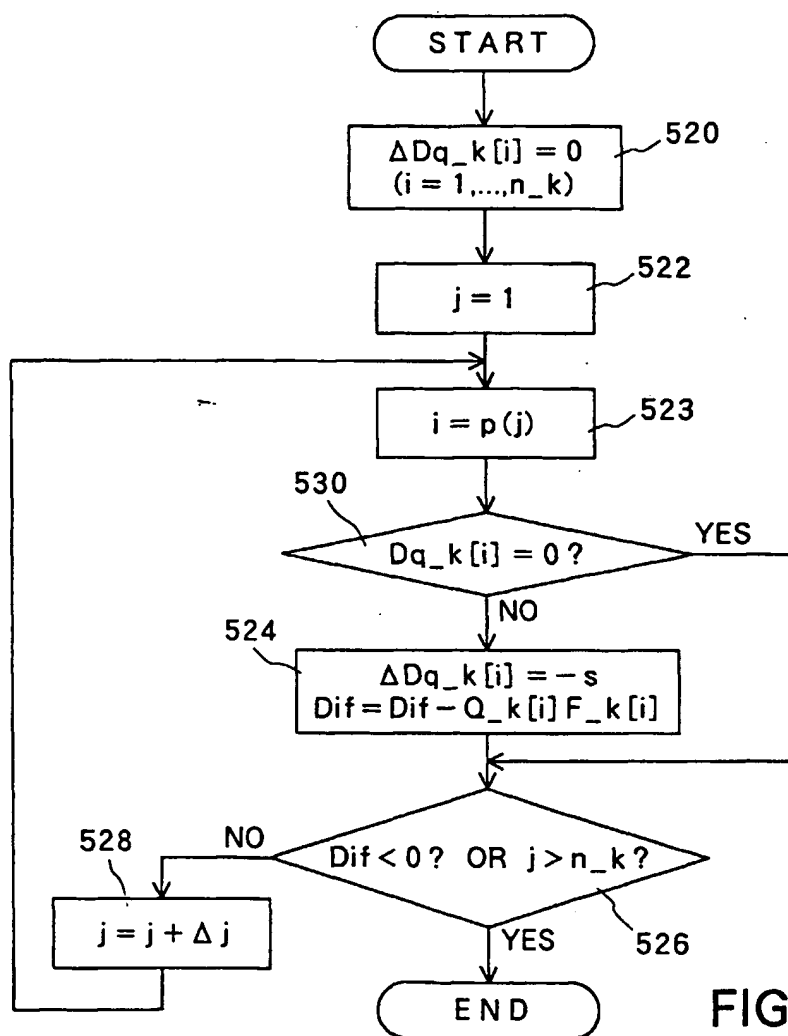 START
ΔDq_k[i] = 0
(i = 1,...,n_k)
520
j = 1
522
i = p(j)
523
530
Dq_k[i] = 0?
YES
NO
524
ΔDq_k[i] = -s
Dif = Dif - Q_k[i] F_k[i]
NO
528
Dif < 0? OR j > n_k?
526
j = j + Δj
YES
END
FIG